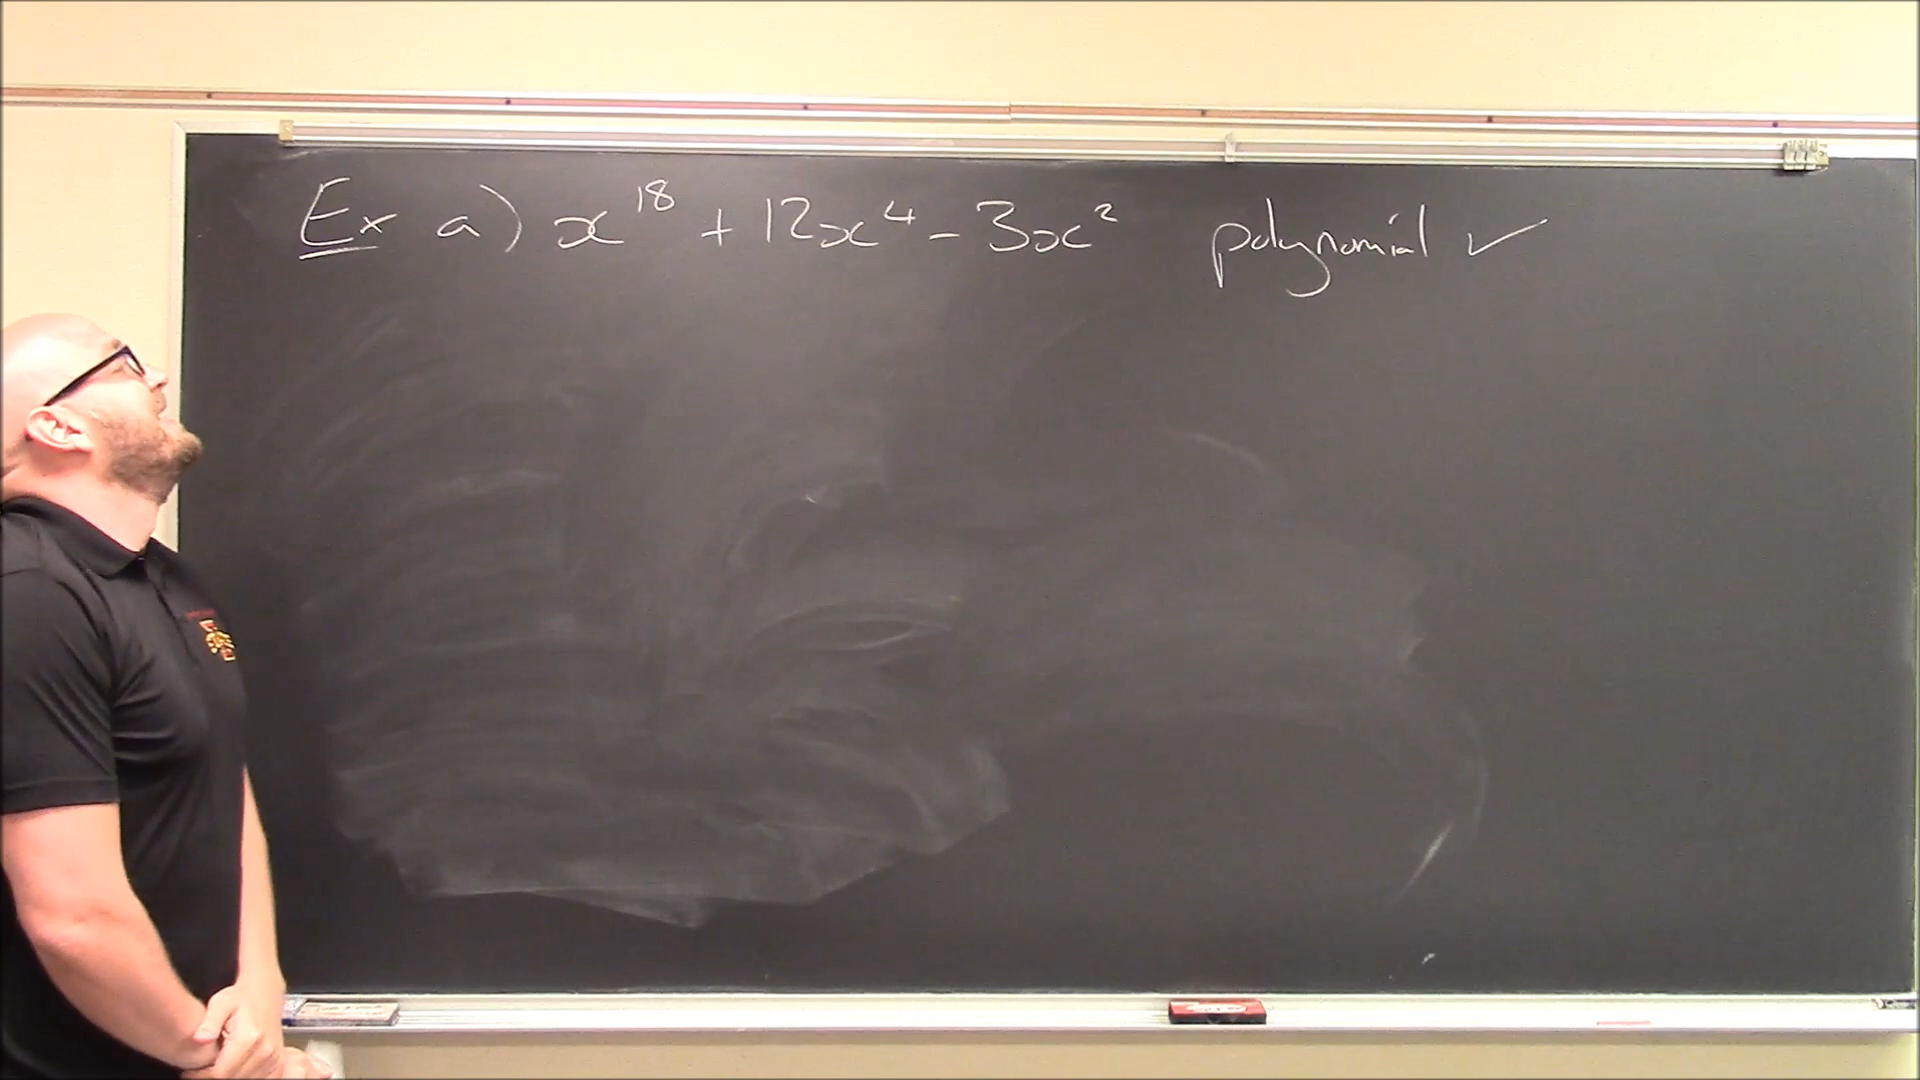 Ex a) x^18 + 12x^4 - 3x^2 polynomial ✓